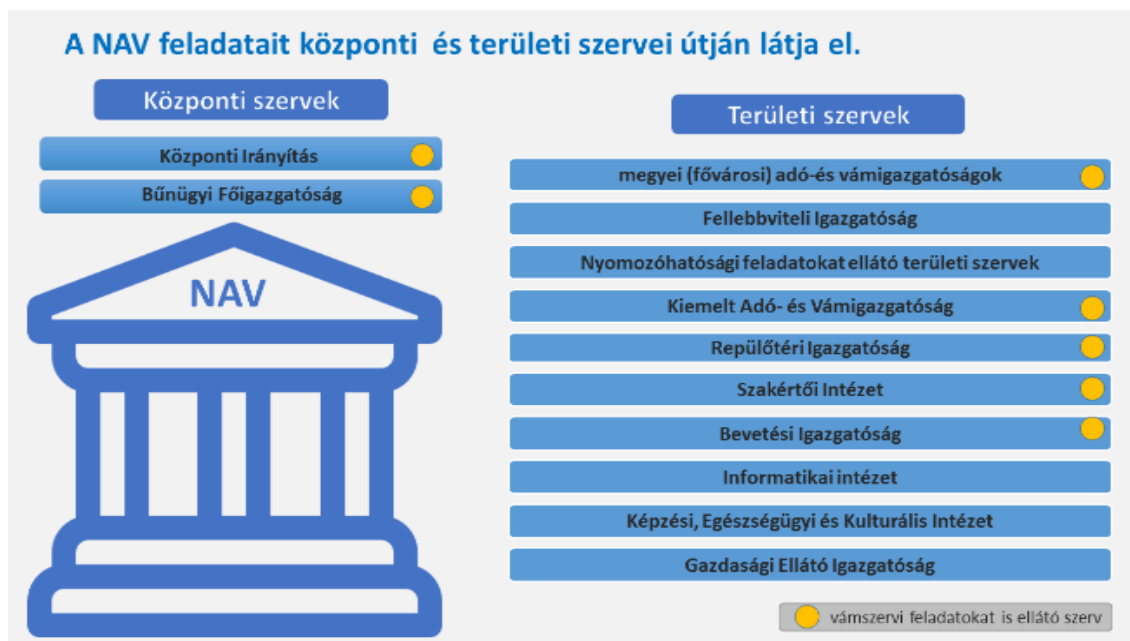 A NAV feladatait központi és területi szervei útján látja el.
Központi szervek
Központi Irányítás
Bűnügyi Főigazgatóság
NAV
Területi szervek
megyei (fővárosi) adó-és vámigazgatóságok
Fellebbviteli Igazgatóság
Nyomozóhatósági feladatokat ellátó területi szervek
Kiemelt Adó- és Vámigazgatóság
Repülőtéri Igazgatóság
Szakértői Intézet
Bevetési Igazgatóság
Informatikai intézet
Képzési, Egészségügyi és Kulturális Intézet
Gazdasági Ellátó Igazgatóság
vámszervi feladatokat is ellátó szerv